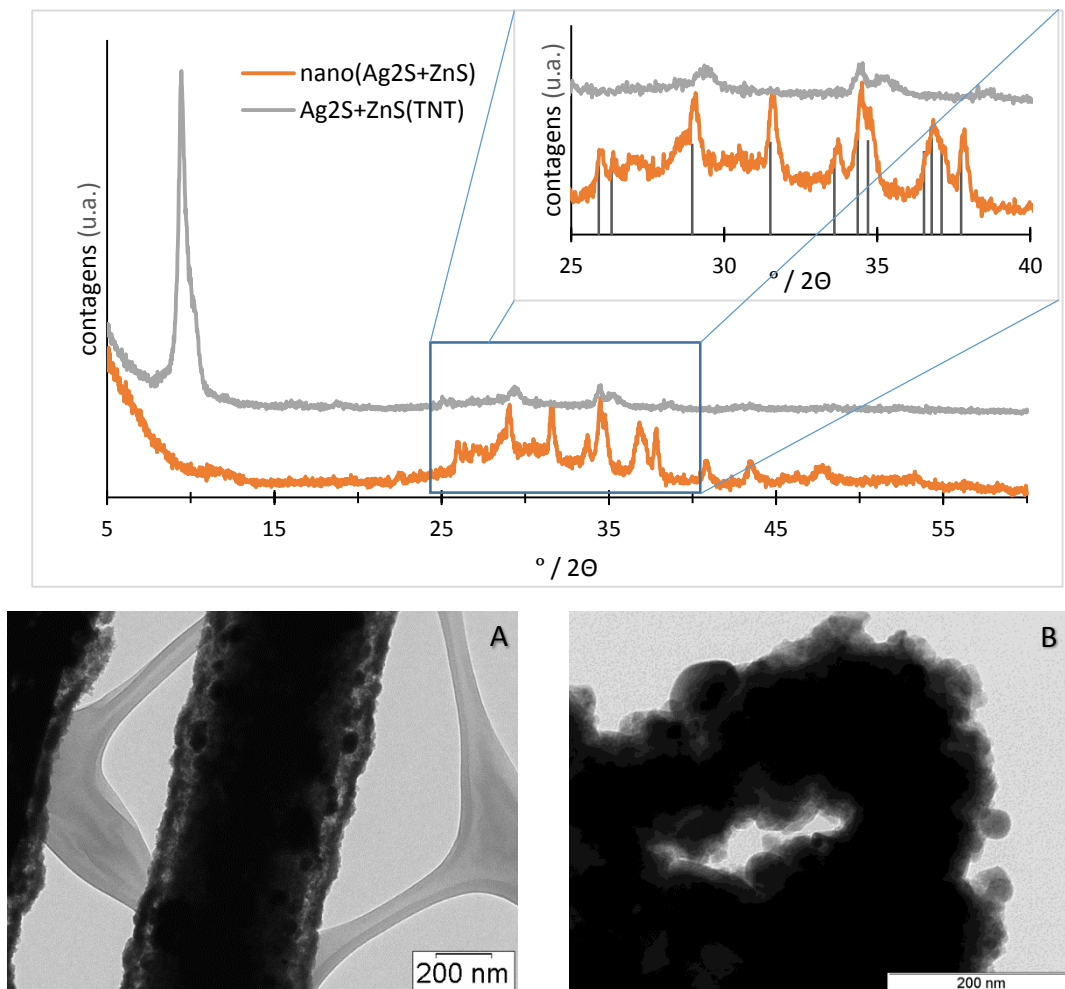 nano(Ag2S+ZnS)
Ag2S+ZnS(TNT)
contagens (u.a.)
5 15 25 35 45 55
º / 2Θ
contagens (u.a.)
25 30 35 40
º / 2Θ
A
200 nm
B
200 nm